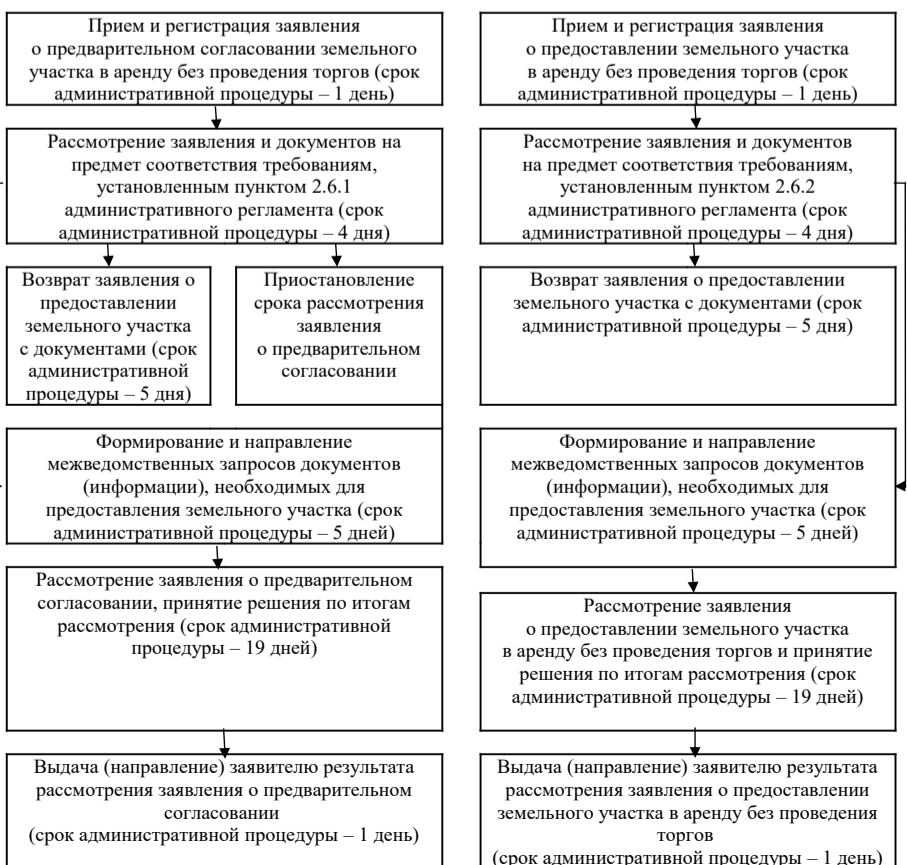 Прием и регистрация заявления
о предварительном согласовании земельного
участка в аренду без проведения торгов (срок
административной процедуры – 1 день)
Рассмотрение заявления и документов на
предмет соответствия требованиям,
установленным пунктом 2.6.1
административного регламента (срок
административной процедуры – 4 дня)
Возврат заявления о
предоставлении
земельного участка
с документами (срок
административной
процедуры – 5 дня)
Приостановление
срока рассмотрения
заявления
о предварительном
согласовании
Формирование и направление
межведомственных запросов документов
(информации), необходимых для
предоставления земельного участка (срок
административной процедуры – 5 дней)
Рассмотрение заявления о предварительном
согласовании, принятие решения по итогам
рассмотрения (срок административной
процедуры – 19 дней)
Выдача (направление) заявителю результата
рассмотрения заявления о предварительном
согласовании
(срок административной процедуры – 1 день)
Прием и регистрация заявления
о предоставлении земельного участка
в аренду без проведения торгов (срок
административной процедуры – 1 день)
Рассмотрение заявления и документов
на предмет соответствия требованиям,
установленным пунктом 2.6.2
административного регламента (срок
административной процедуры – 4 дня)
Возврат заявления о предоставлении
земельного участка с документами (срок
административной процедуры – 5 дня)
Формирование и направление
межведомственных запросов документов
(информации), необходимых для
предоставления земельного участка (срок
административной процедуры – 5 дней)
Рассмотрение заявления
о предоставлении земельного участка
в аренду без проведения торгов и принятие
решения по итогам рассмотрения (срок
административной процедуры – 19 дней)
Выдача (направление) заявителю результата
рассмотрения заявления о предоставлении
земельного участка в аренду без проведения
торгов
(срок административной процедуры – 1 день)